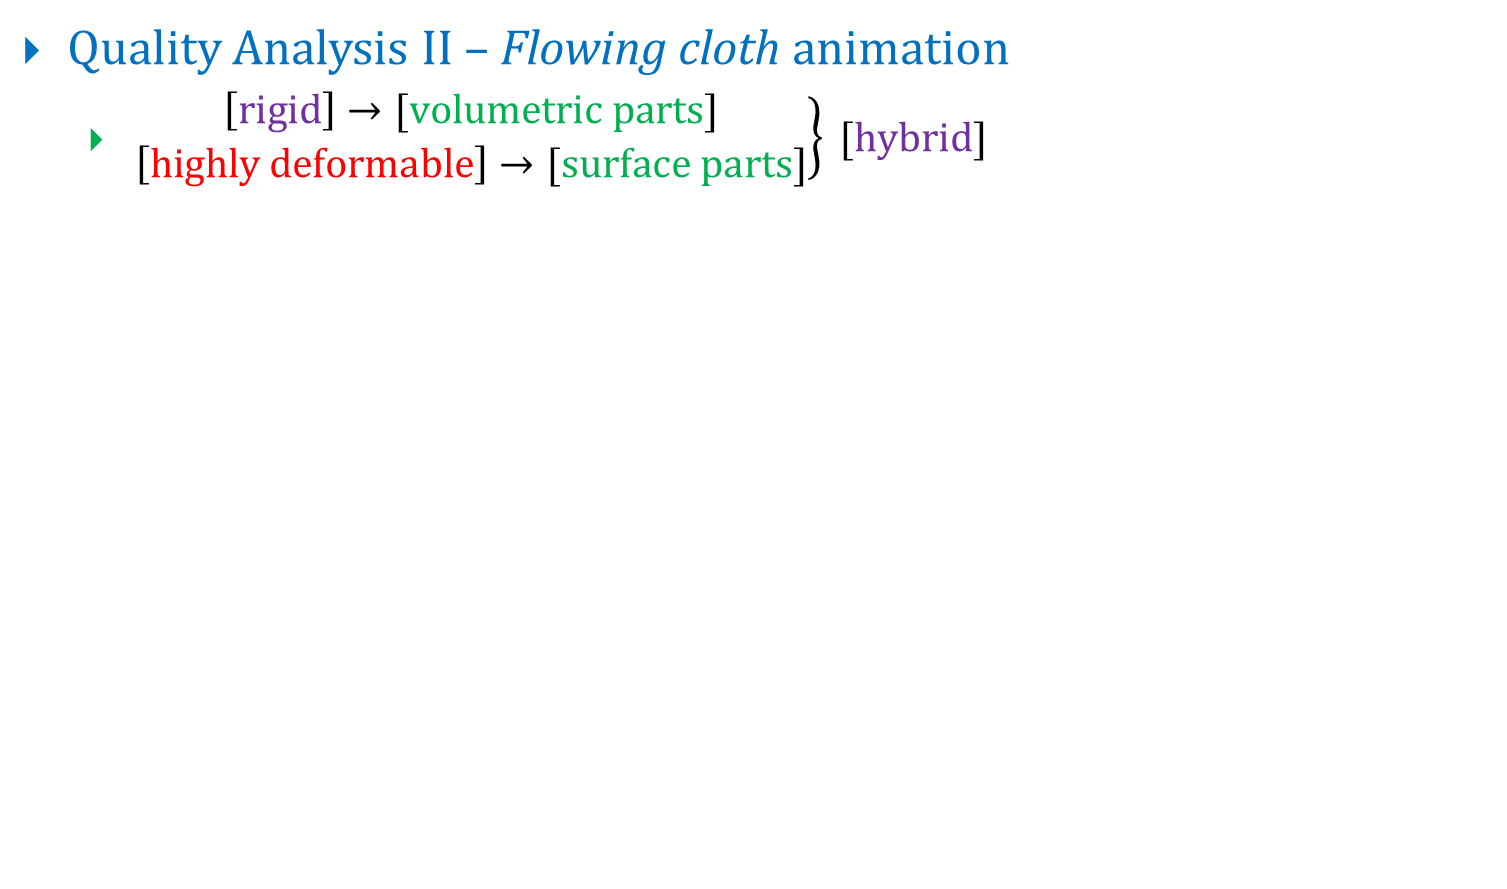 Quality Analysis II – Flowing cloth animation
[rigid] → [volumetric parts]
[highly deformable] → [surface parts]
} [hybrid]